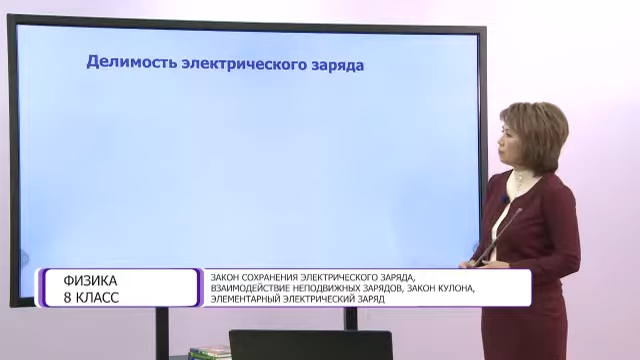 Делимость электрического заряда
ФИЗИКА
8 КЛАСС
ЗАКОН СОХРАНЕНИЯ ЭЛЕКТРИЧЕСКОГО ЗАРЯДА,
ВЗАИМОДЕЙСТВИЕ НЕПОДВИЖНЫХ ЗАРЯДОВ, ЗАКОН КУЛОНА,
ЭЛЕМЕНТАРНЫЙ ЭЛЕКТРИЧЕСКИЙ ЗАРЯД